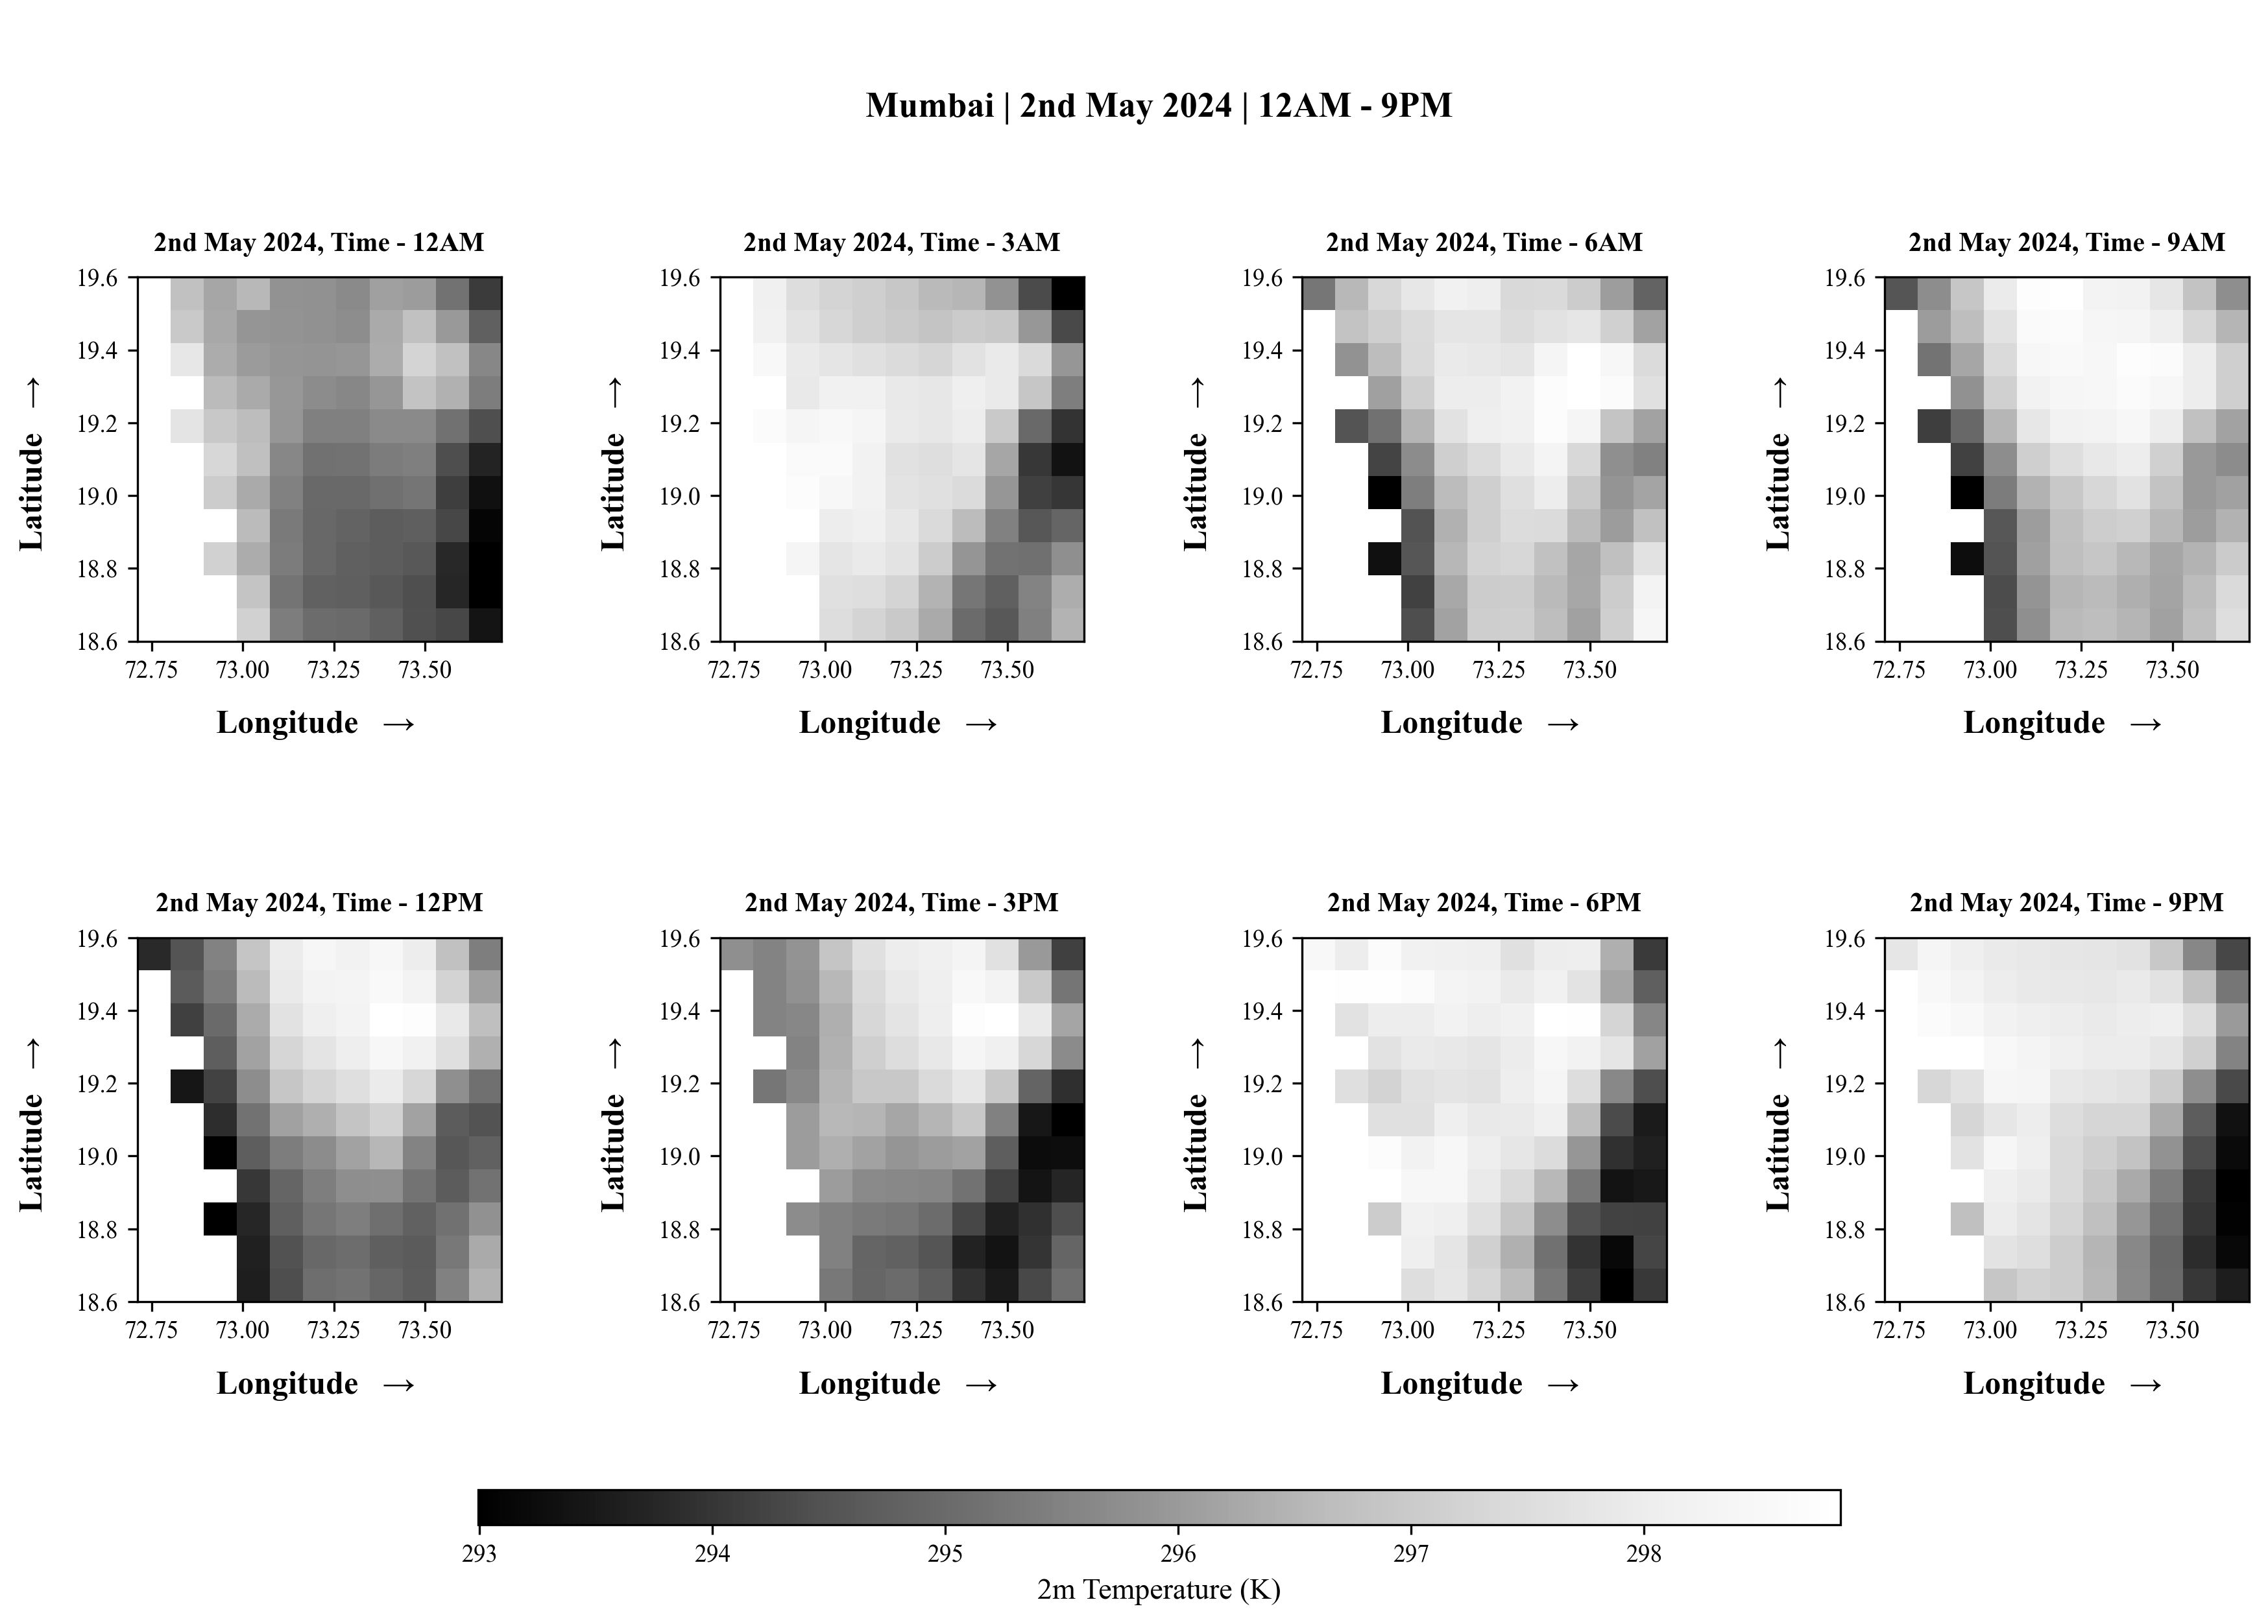 Mumbai | 2nd May 2024 | 12AM - 9PM
2nd May 2024, Time - 12AM
19.6
19.4
19.2
19.0
18.8
18.6
72.75 73.00 73.25 73.50
Latitude →
Longitude →
2nd May 2024, Time - 3AM
19.6
19.4
19.2
19.0
18.8
18.6
72.75 73.00 73.25 73.50
Latitude →
Longitude →
2nd May 2024, Time - 6AM
19.6
19.4
19.2
19.0
18.8
18.6
72.75 73.00 73.25 73.50
Latitude →
Longitude →
2nd May 2024, Time - 9AM
19.6
19.4
19.2
19.0
18.8
18.6
72.75 73.00 73.25 73.50
Latitude →
Longitude →
2nd May 2024, Time - 12PM
19.6
19.4
19.2
19.0
18.8
18.6
72.75 73.00 73.25 73.50
Latitude →
Longitude →
2nd May 2024, Time - 3PM
19.6
19.4
19.2
19.0
18.8
18.6
72.75 73.00 73.25 73.50
Latitude →
Longitude →
2nd May 2024, Time - 6PM
19.6
19.4
19.2
19.0
18.8
18.6
72.75 73.00 73.25 73.50
Latitude →
Longitude →
2nd May 2024, Time - 9PM
19.6
19.4
19.2
19.0
18.8
18.6
72.75 73.00 73.25 73.50
Latitude →
Longitude →
293 294 295 296 297 298
2m Temperature (K)